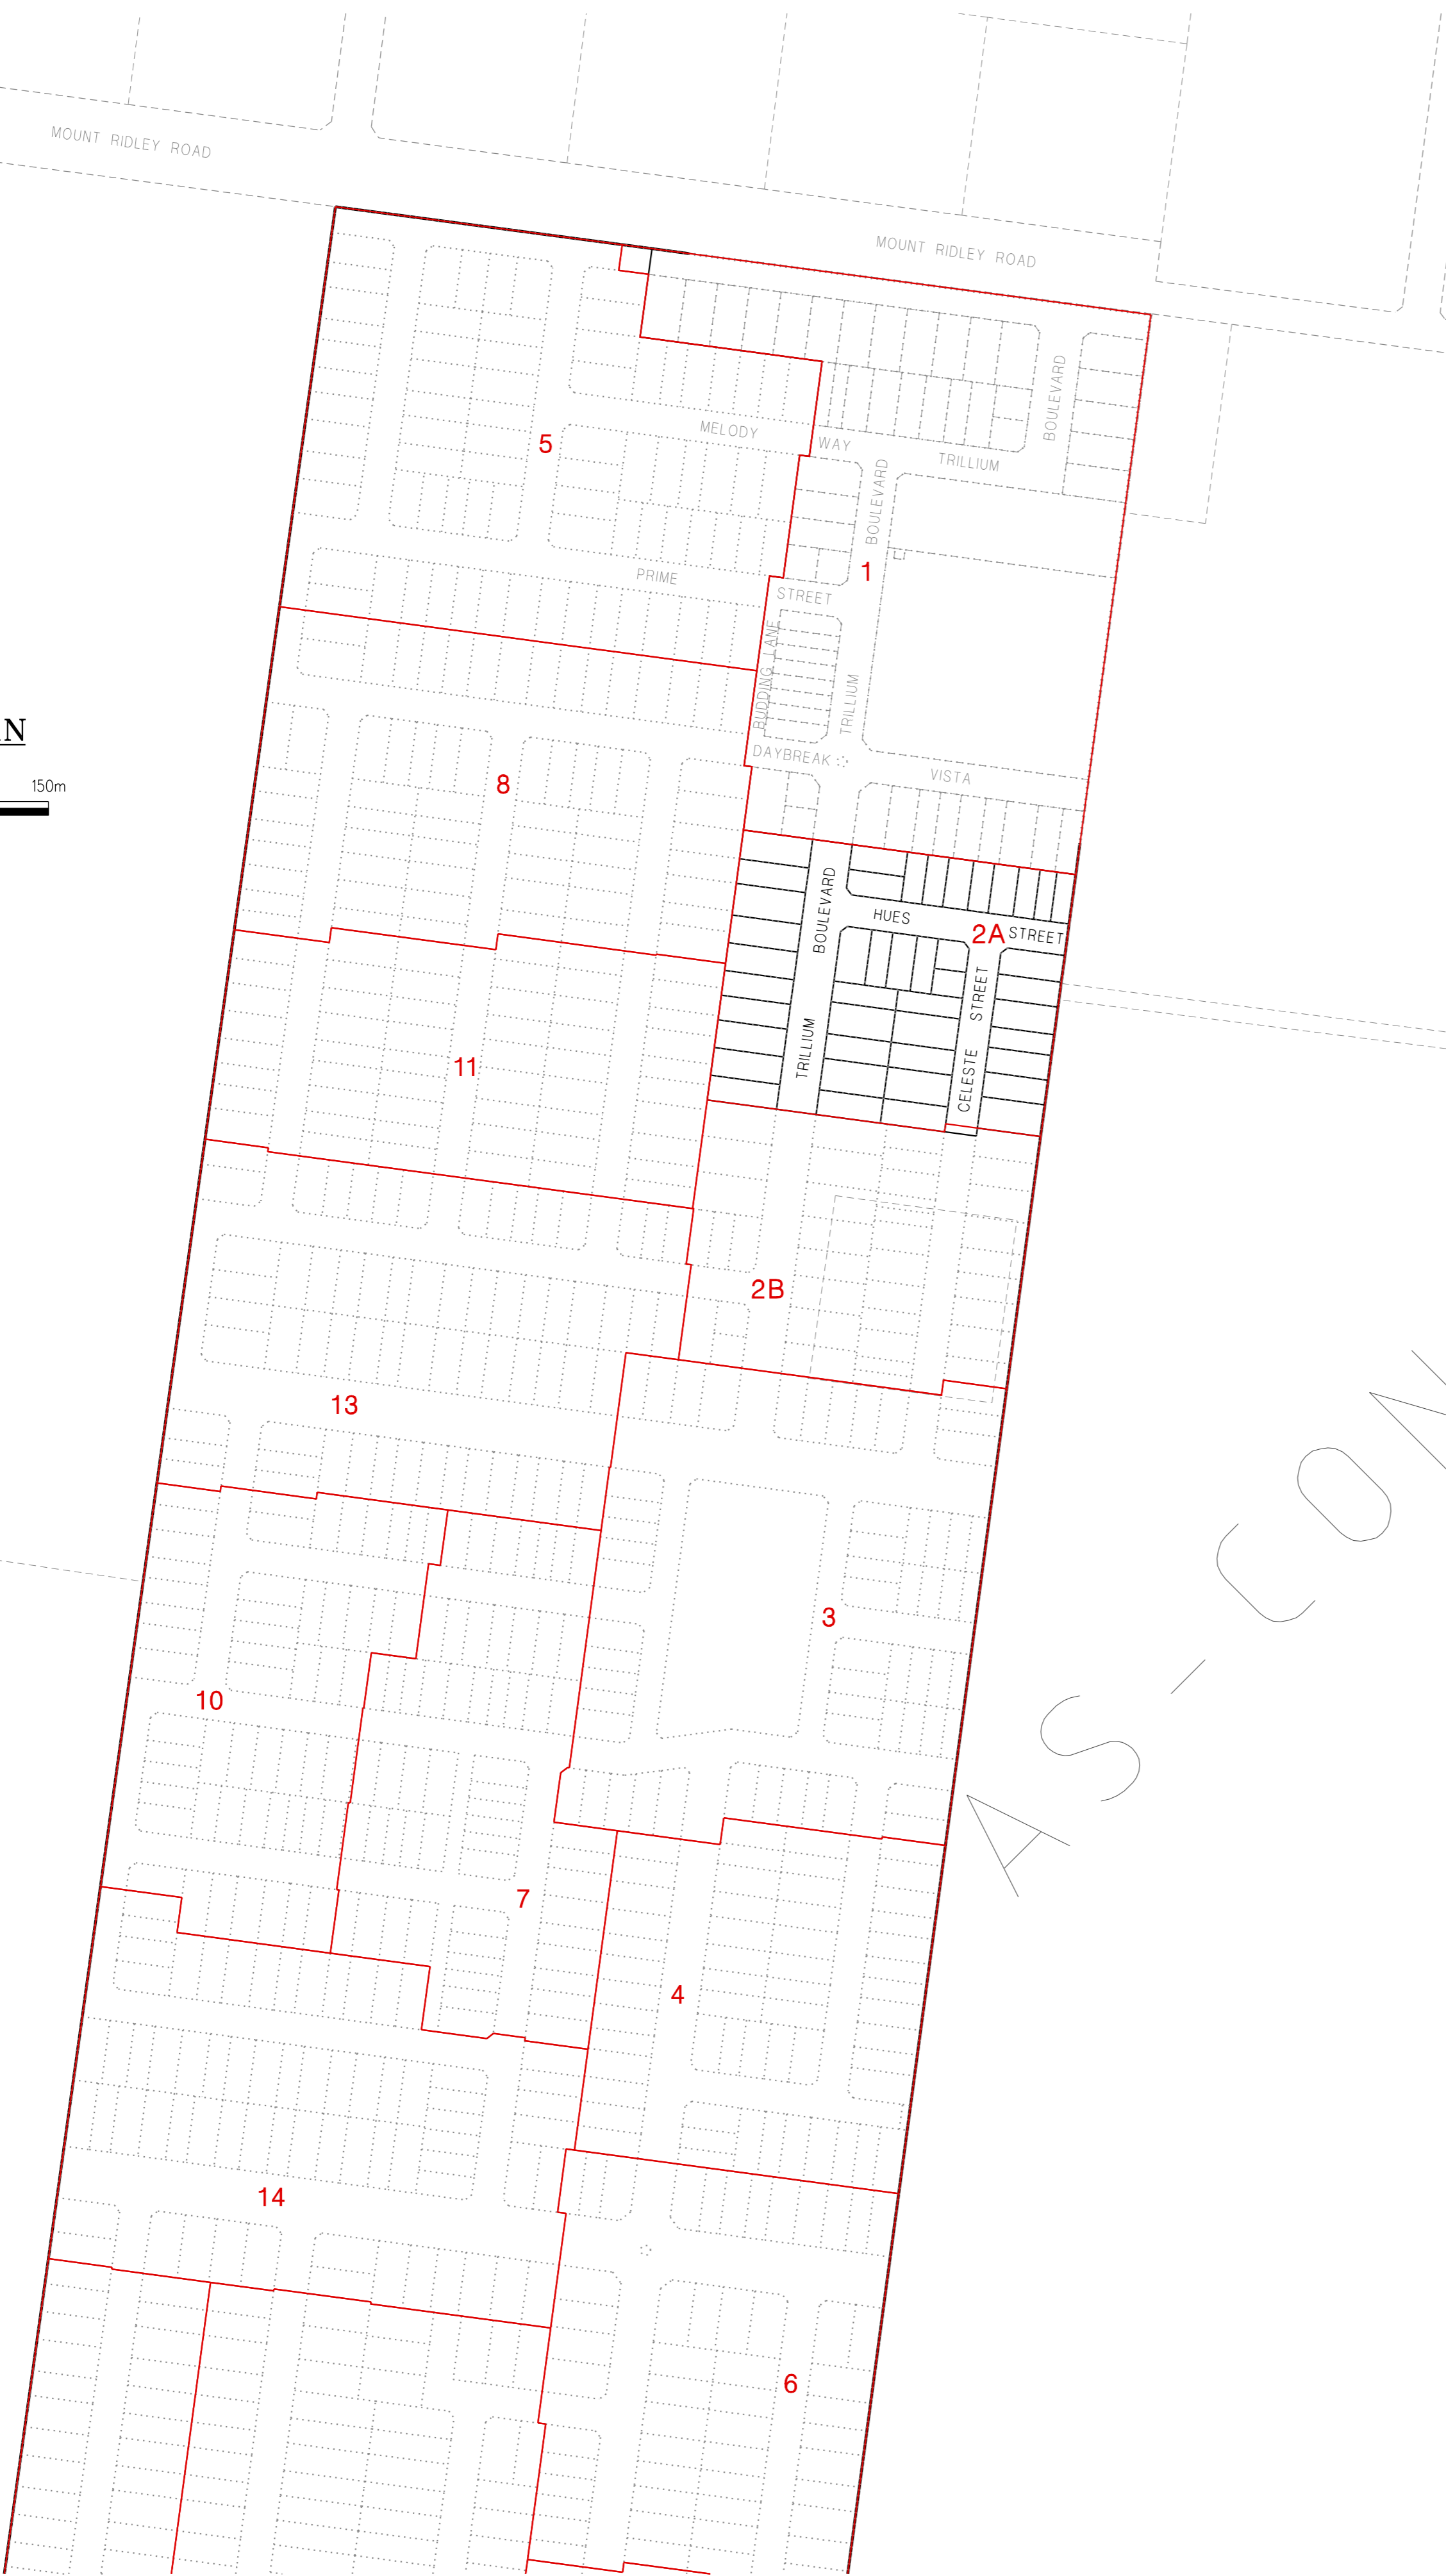 MOUNT RIDLEY ROAD
MOUNT RIDLEY ROAD
BOULEVARD
MELODY
WAY
TRILLIUM
5
BOULEVARD
1
PRIME
STREET
BUDDING LANE
TRILLIUM
DAYBREAK
VISTA
150m
8
BOULEVARD
HUES
2A
STREET
STREET
TRILLIUM
CELESTE
11
2B
13
3
10
7
4
14
6
A S - C O